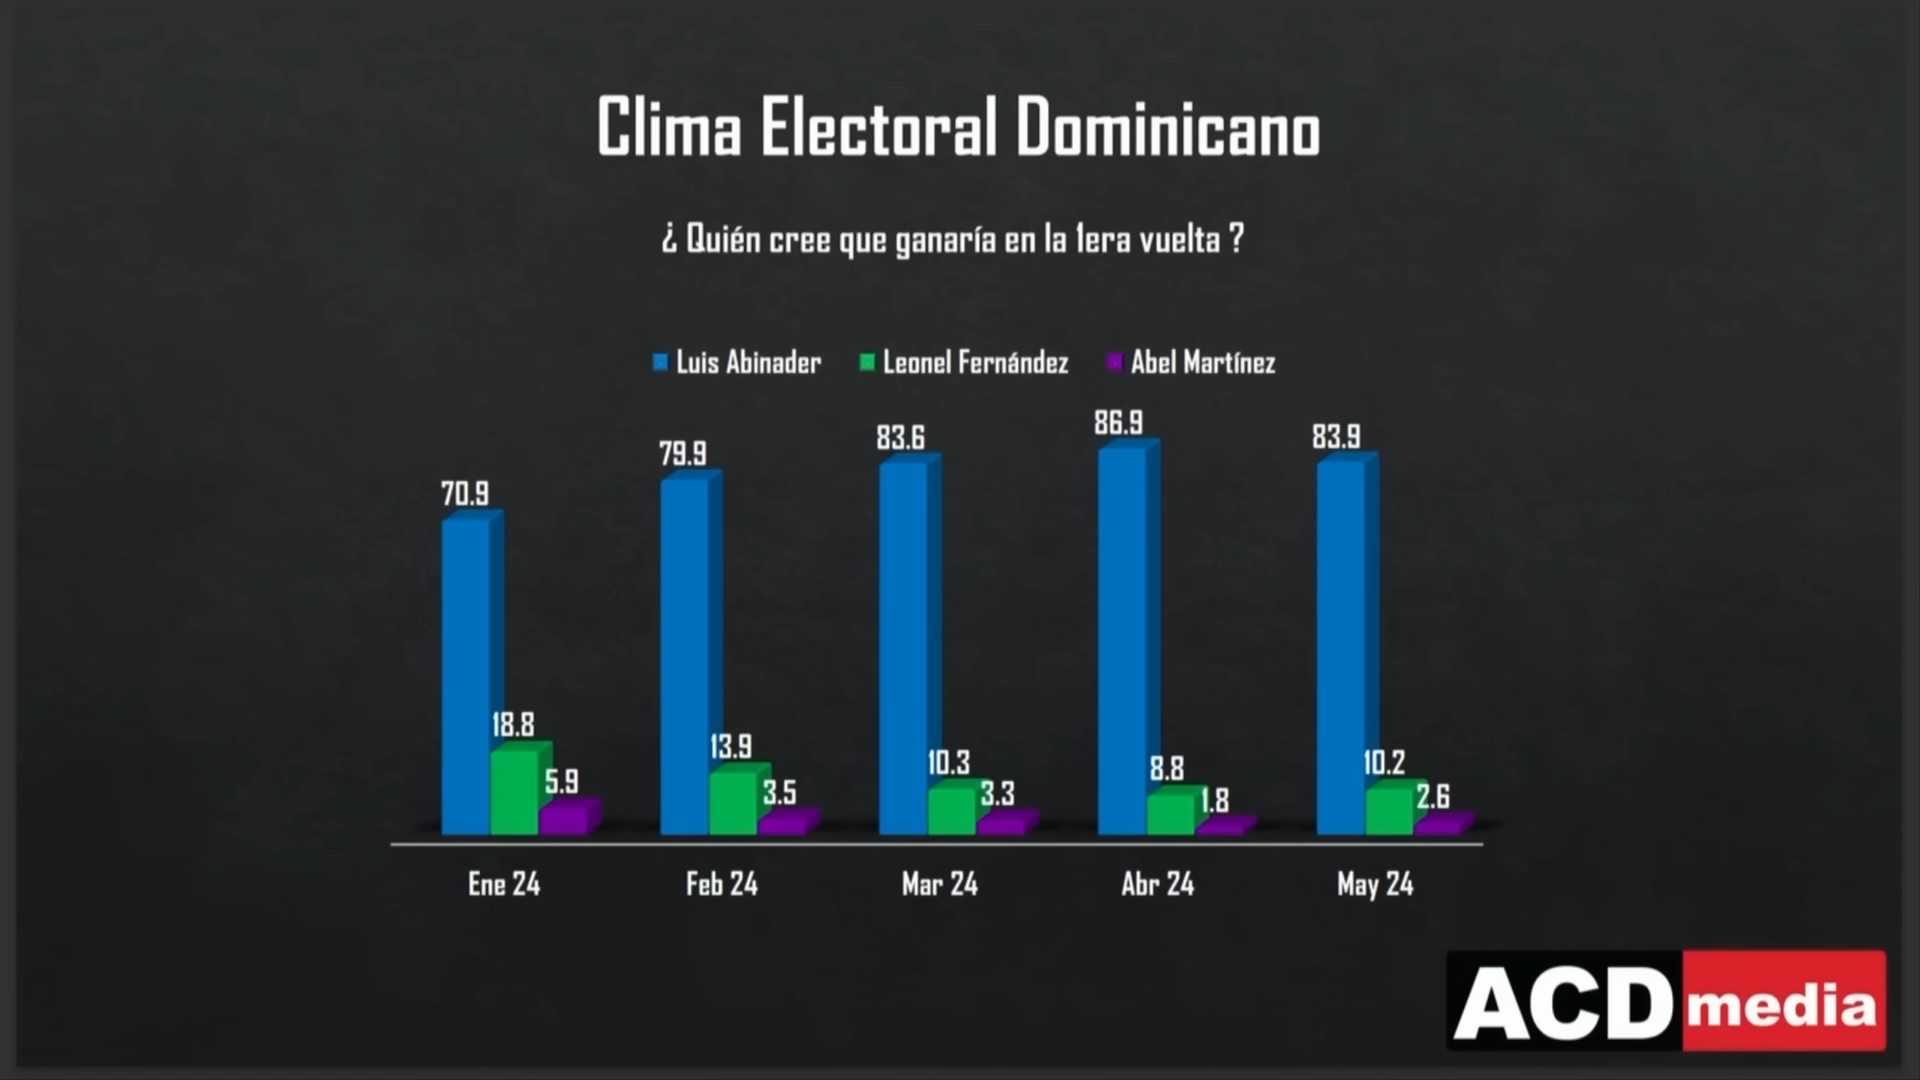 Clima Electoral Dominicano
¿ Quién cree que ganaría en la 1era vuelta ?
Luis Abinader Leonel Fernández Abel Martínez
70.9 79.9 83.6 86.9 83.9
18.8 13.9 10.3 8.8 10.2
5.9 3.5 3.3 1.8 2.6
Ene 24 Feb 24 Mar 24 Abr 24 May 24
ACD media